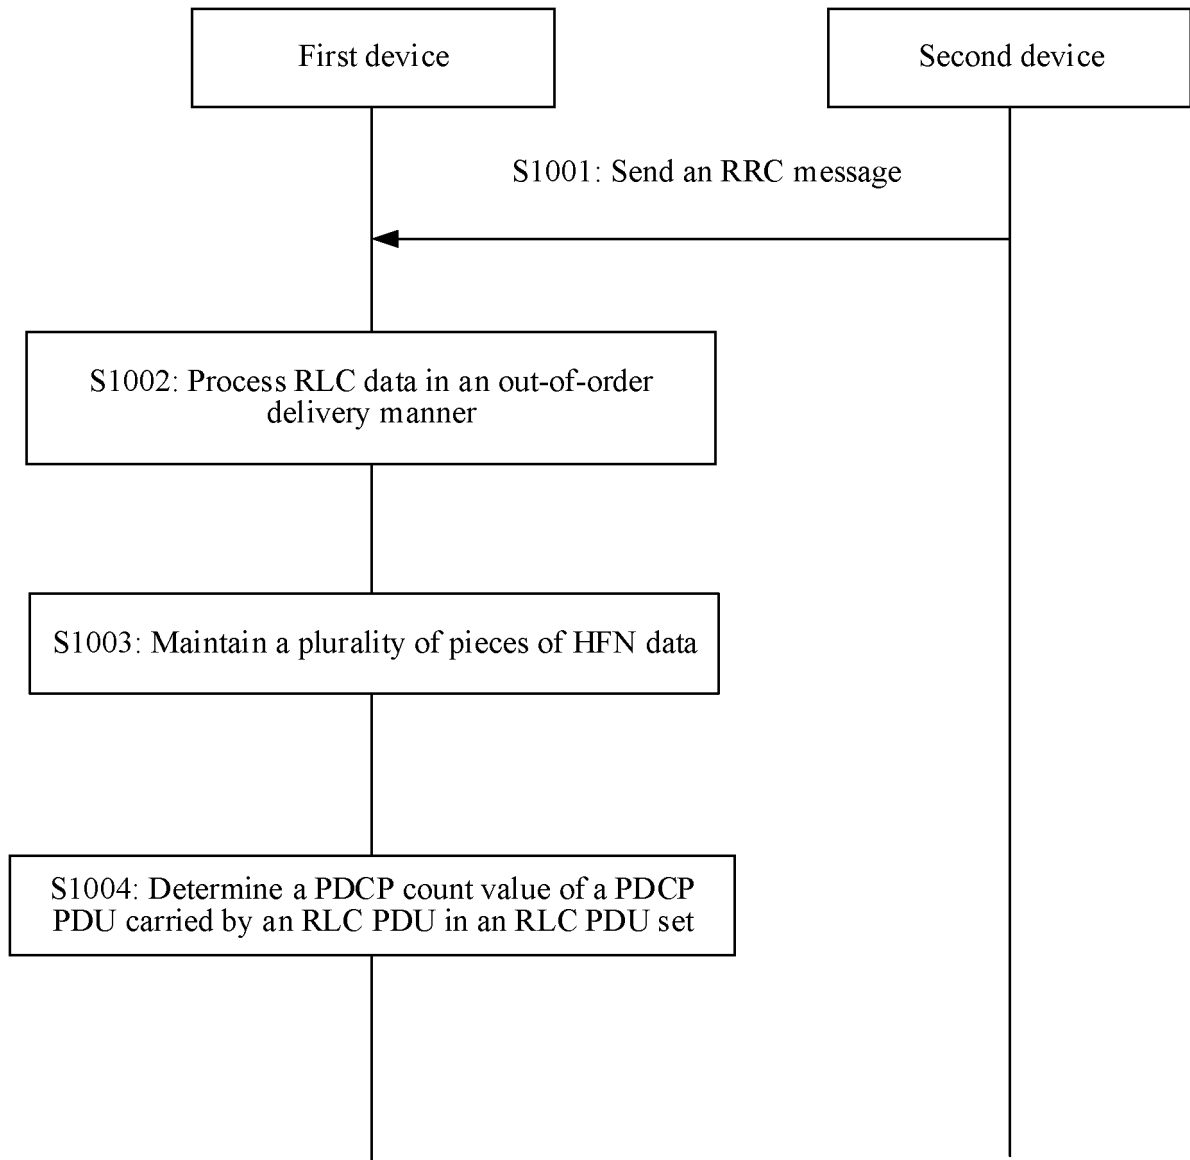 First device
Second device
S1001: Send an RRC message
S1002: Process RLC data in an out-of-order
delivery manner
S1003: Maintain a plurality of pieces of HFN data
S1004: Determine a PDCP count value of a PDCP
PDU carried by an RLC PDU in an RLC PDU set